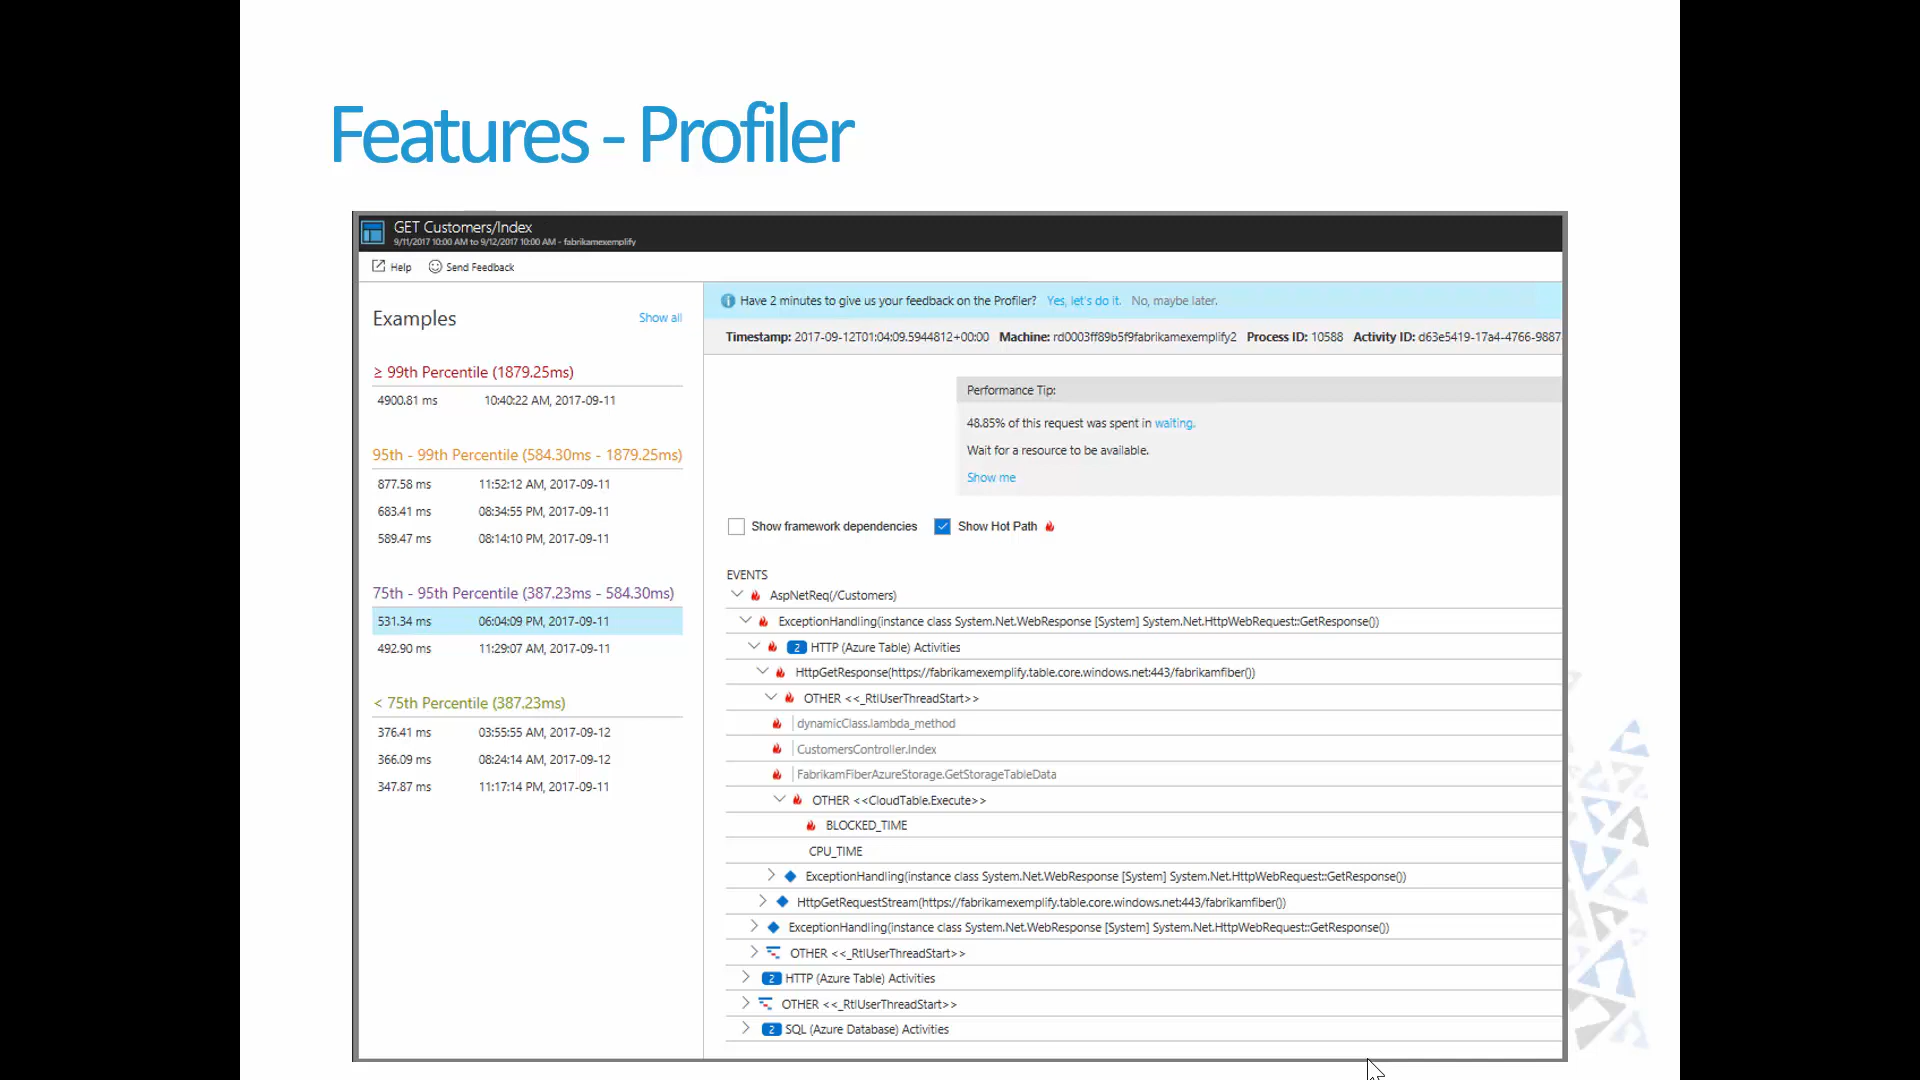 Features - Profiler
GET Customers/Index
9/11/2017 10:00 AM to 9/12/2017 10:00 AM - fabrikamexemplify
Help
Send Feedback
Examples
Show all
≥ 99th Percentile (1879.25ms)
4900.81 ms 10:40:22 AM, 2017-09-11
95th - 99th Percentile (584.30ms - 1879.25ms)
877.58 ms 11:52:12 AM, 2017-09-11
683.41 ms 08:34:55 PM, 2017-09-11
589.47 ms 08:14:10 PM, 2017-09-11
75th - 95th Percentile (387.23ms - 584.30ms)
531.34 ms 06:04:09 PM, 2017-09-11
492.90 ms 11:29:07 AM, 2017-09-11
< 75th Percentile (387.23ms)
376.41 ms 03:55:55 AM, 2017-09-12
366.09 ms 08:24:14 AM, 2017-09-12
347.87 ms 11:17:14 PM, 2017-09-11
Have 2 minutes to give us your feedback on the Profiler? Yes, let's do it. No, maybe later.
Timestamp: 2017-09-12T01:04:09.5944812+00:00 Machine: rd0003ff89b5f9fabrikamexemplify2 Process ID: 10588 Activity ID: d63e5419-17a4-4766-9887
Performance Tip:
48.85% of this request was spent in waiting.
Wait for a resource to be available.
Show me
Show framework dependencies Show Hot Path
EVENTS
AspNetReq(/Customers)
ExceptionHandling(instance class System.Net.WebResponse [System] System.Net.HttpWebRequest::GetResponse())
2 HTTP (Azure Table) Activities
HttpGetResponse(https://fabrikamexemplify.table.core.windows.net:443/fabrikamfiber())
OTHER <<_RtlUserThreadStart>>
dynamicClass.lambda_method
CustomersController.Index
FabrikamFiberAzureStorage.GetStorageTableData
OTHER <<CloudTable.Execute>>
BLOCKED_TIME
CPU_TIME
ExceptionHandling(instance class System.Net.WebResponse [System] System.Net.HttpWebRequest::GetResponse())
HttpGetRequestStream(https://fabrikamexemplify.table.core.windows.net:443/fabrikamfiber())
ExceptionHandling(instance class System.Net.WebResponse [System] System.Net.HttpWebRequest::GetResponse())
OTHER <<_RtlUserThreadStart>>
2 HTTP (Azure Table) Activities
OTHER <<_RtlUserThreadStart>>
2 SQL (Azure Database) Activities